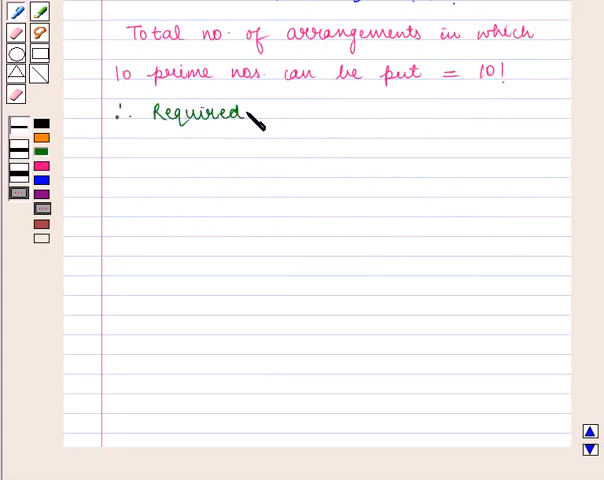 Total no. of arrangements in which
10 prime nos. can be put = 10!
∴ Required